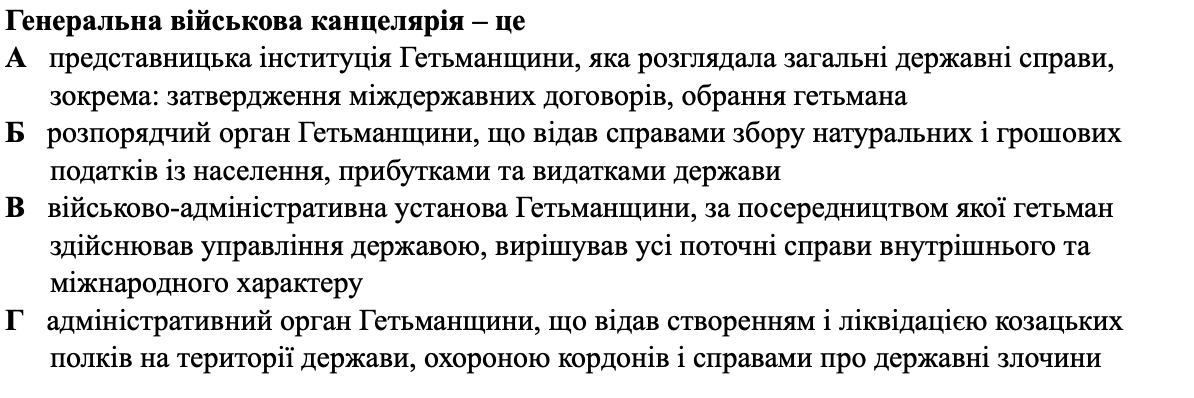 Генеральна військова канцелярія – це
А представницька інституція Гетьманщини, яка розглядала загальні державні справи,
зокрема: затвердження міждержавних договорів, обрання гетьмана
Б розпорядчий орган Гетьманщини, що відав справами збору натуральних і грошових
податків із населення, прибутками та видатками держави
В військово-адміністративна установа Гетьманщини, за посередництвом якої гетьман
здійснював управління державою, вирішував усі поточні справи внутрішнього та
міжнародного характеру
Г адміністративний орган Гетьманщини, що відав створенням і ліквідацією козацьких
полків на території держави, охороною кордонів і справами про державні злочини